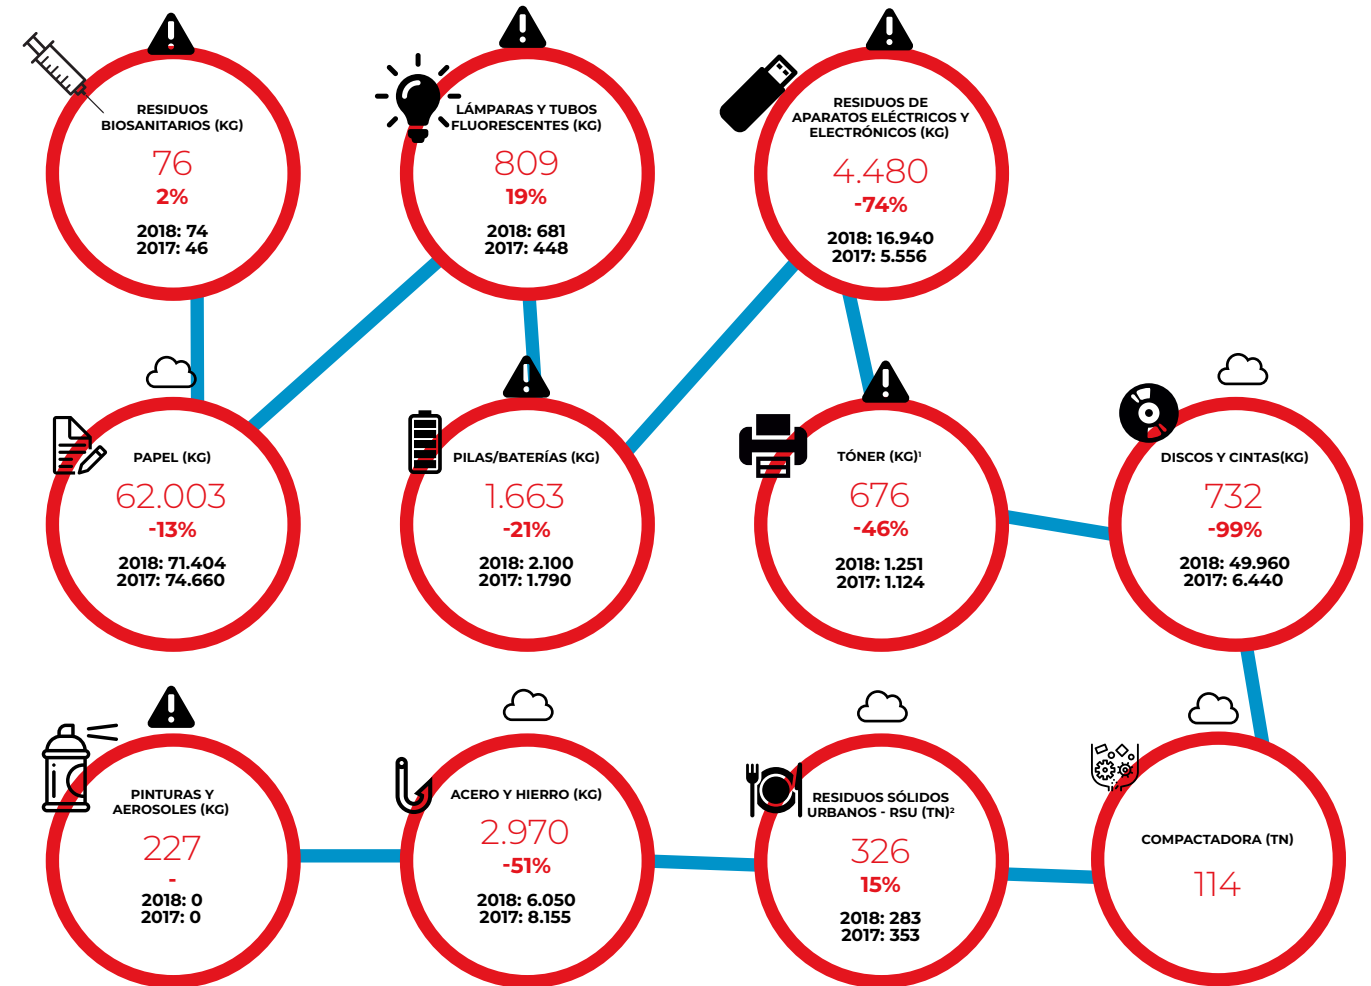 RESIDUOS
BIOSANITARIOS (KG)
76
2%
2018: 74
2017: 46
LÁMPARAS Y TUBOS
FLUORESCENTES (KG)
809
19%
2018: 681
2017: 448
RESIDUOS DE
APARATOS ELÉCTRICOS Y
ELECTRÓNICOS (KG)
4.480
-74%
2018: 16.940
2017: 5.556
PAPEL (KG)
62.003
-13%
2018: 71.404
2017: 74.660
PILAS/BATERÍAS (KG)
1.663
-21%
2018: 2.100
2017: 1.790
TÓNER (KG)¹
676
-46%
2018: 1.251
2017: 1.124
DISCOS Y CINTAS(KG)
732
-99%
2018: 49.960
2017: 6.440
PINTURAS Y
AEROSOLES (KG)
227
-
2018: 0
2017: 0
ACERO Y HIERRO (KG)
2.970
-51%
2018: 6.050
2017: 8.155
RESIDUOS SÓLIDOS
URBANOS - RSU (TN)²
326
15%
2018: 283
2017: 353
COMPACTADORA (TN)
114